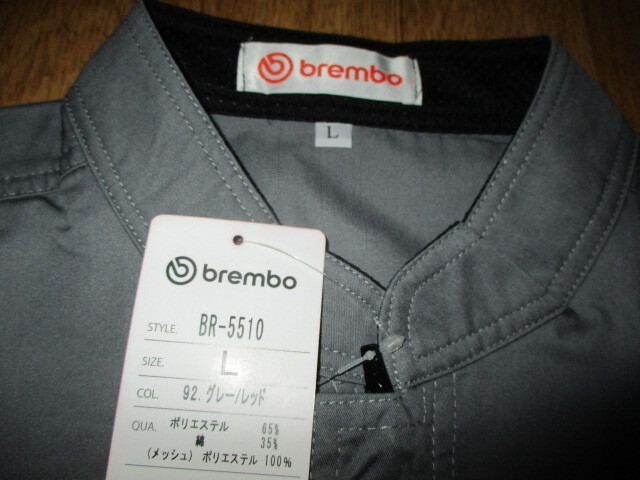 brembo
L
brembo
STYLE. BR-5510
SIZE. L
COL. 92. グレー/レッド
QUA. ポリエステル 65%
綿 35%
(メッシュ) ポリエステル 100%